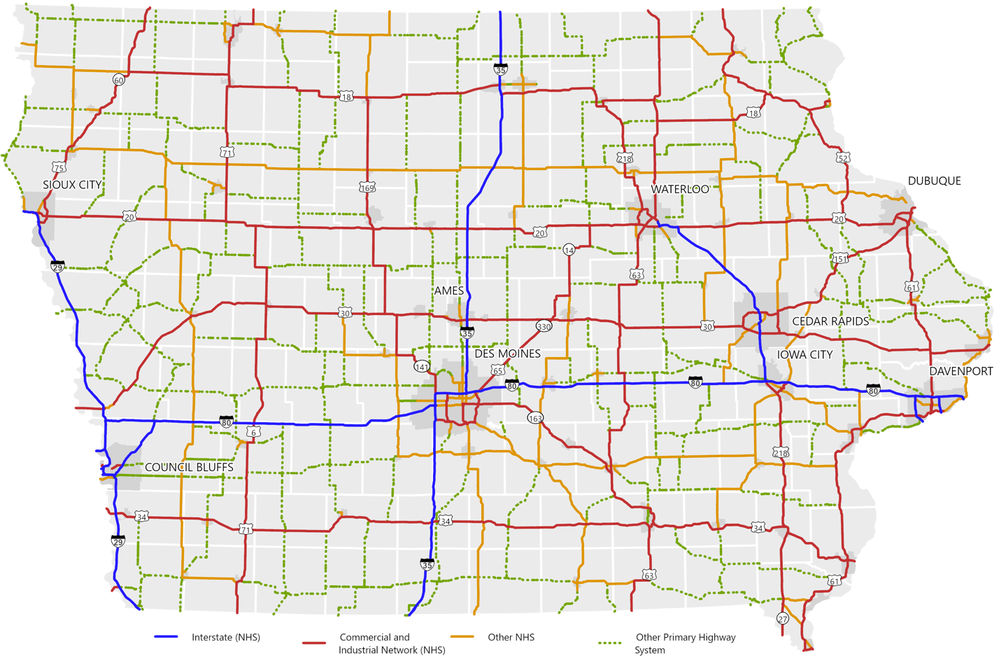 35
60
18
18
71
218
52
75
SIOUX CITY
169
WATERLOO
DUBUQUE
20
20
20
14
151
29
63
61
AMES
30
330
30
CEDAR RAPIDS
35
DES MOINES
IOWA CITY
141
65
DAVENPORT
80
80
80
163
80
6
218
COUNCIL BLUFFS
34
34
34
71
29
35
63
61
27
Interstate (NHS)
Commercial and
Industrial Network (NHS)
Other NHS
Other Primary Highway
System